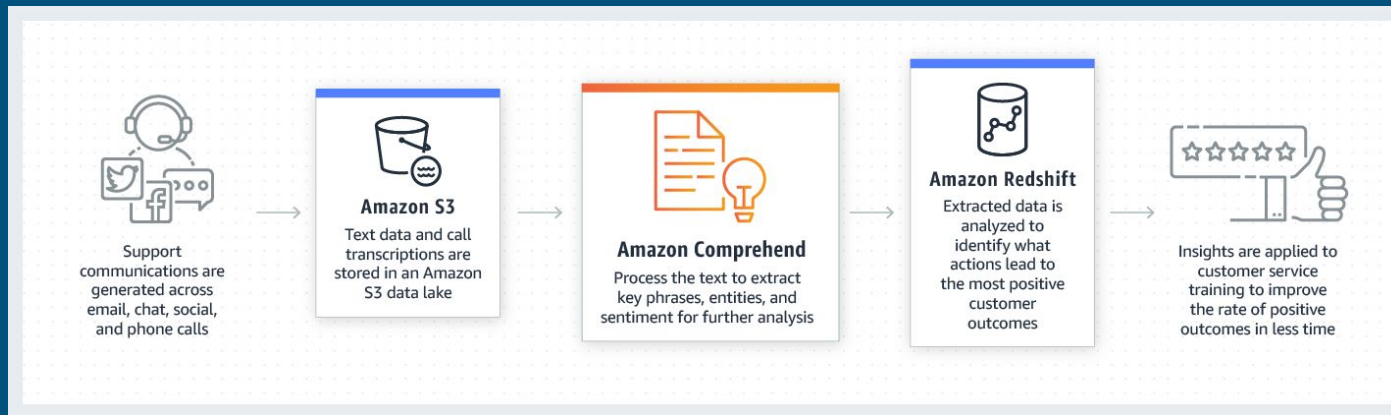 Support
communications are
generated across
email, chat, social,
and phone calls
Amazon S3
Text data and call
transcriptions are
stored in an Amazon
S3 data lake
Amazon Comprehend
Process the text to extract
key phrases, entities, and
sentiment for further analysis
Amazon Redshift
Extracted data is
analyzed to
identify what
actions lead to
the most positive
customer
outcomes
Insights are applied to
customer service
training to improve
the rate of positive
outcomes in less time